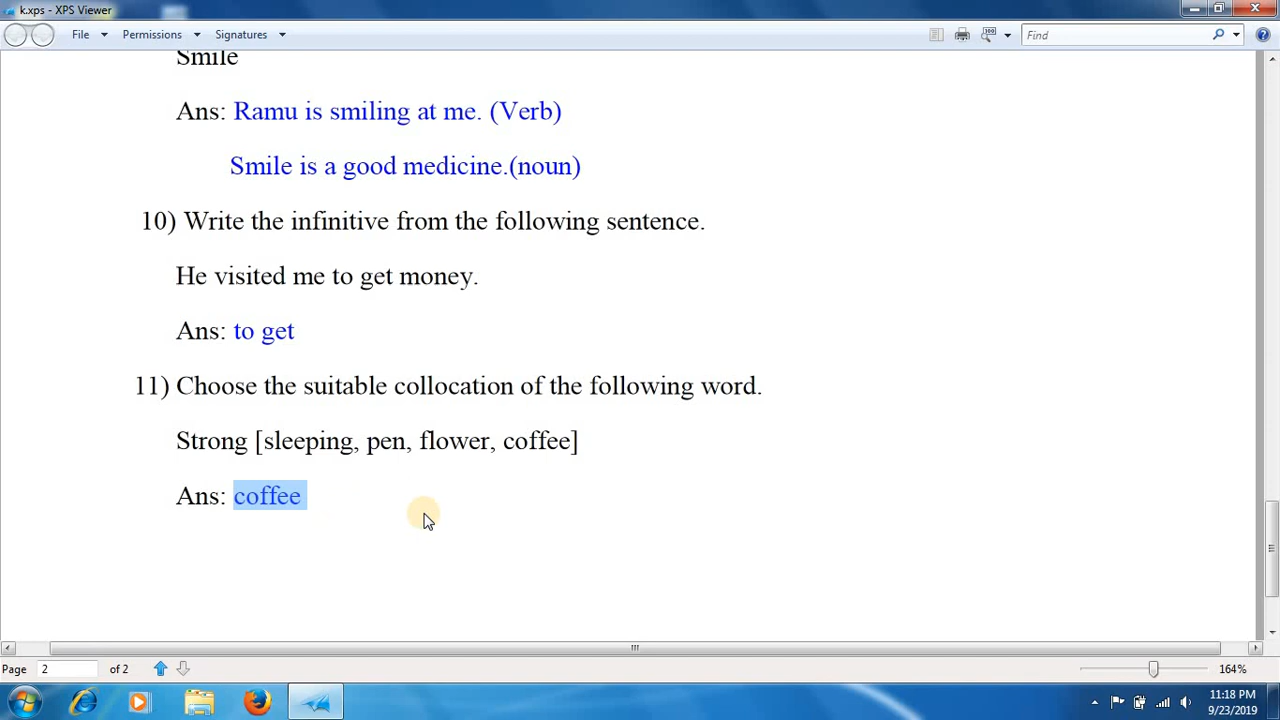 k.xps - XPS Viewer
File Permissions Signatures Find
Smile
Ans: Ramu is smiling at me. (Verb)
Smile is a good medicine.(noun)
10) Write the infinitive from the following sentence.
He visited me to get money.
Ans: to get
11) Choose the suitable collocation of the following word.
Strong [sleeping, pen, flower, coffee]
Ans: coffee
Page 2 of 2 164%
11:18 PM
9/23/2019